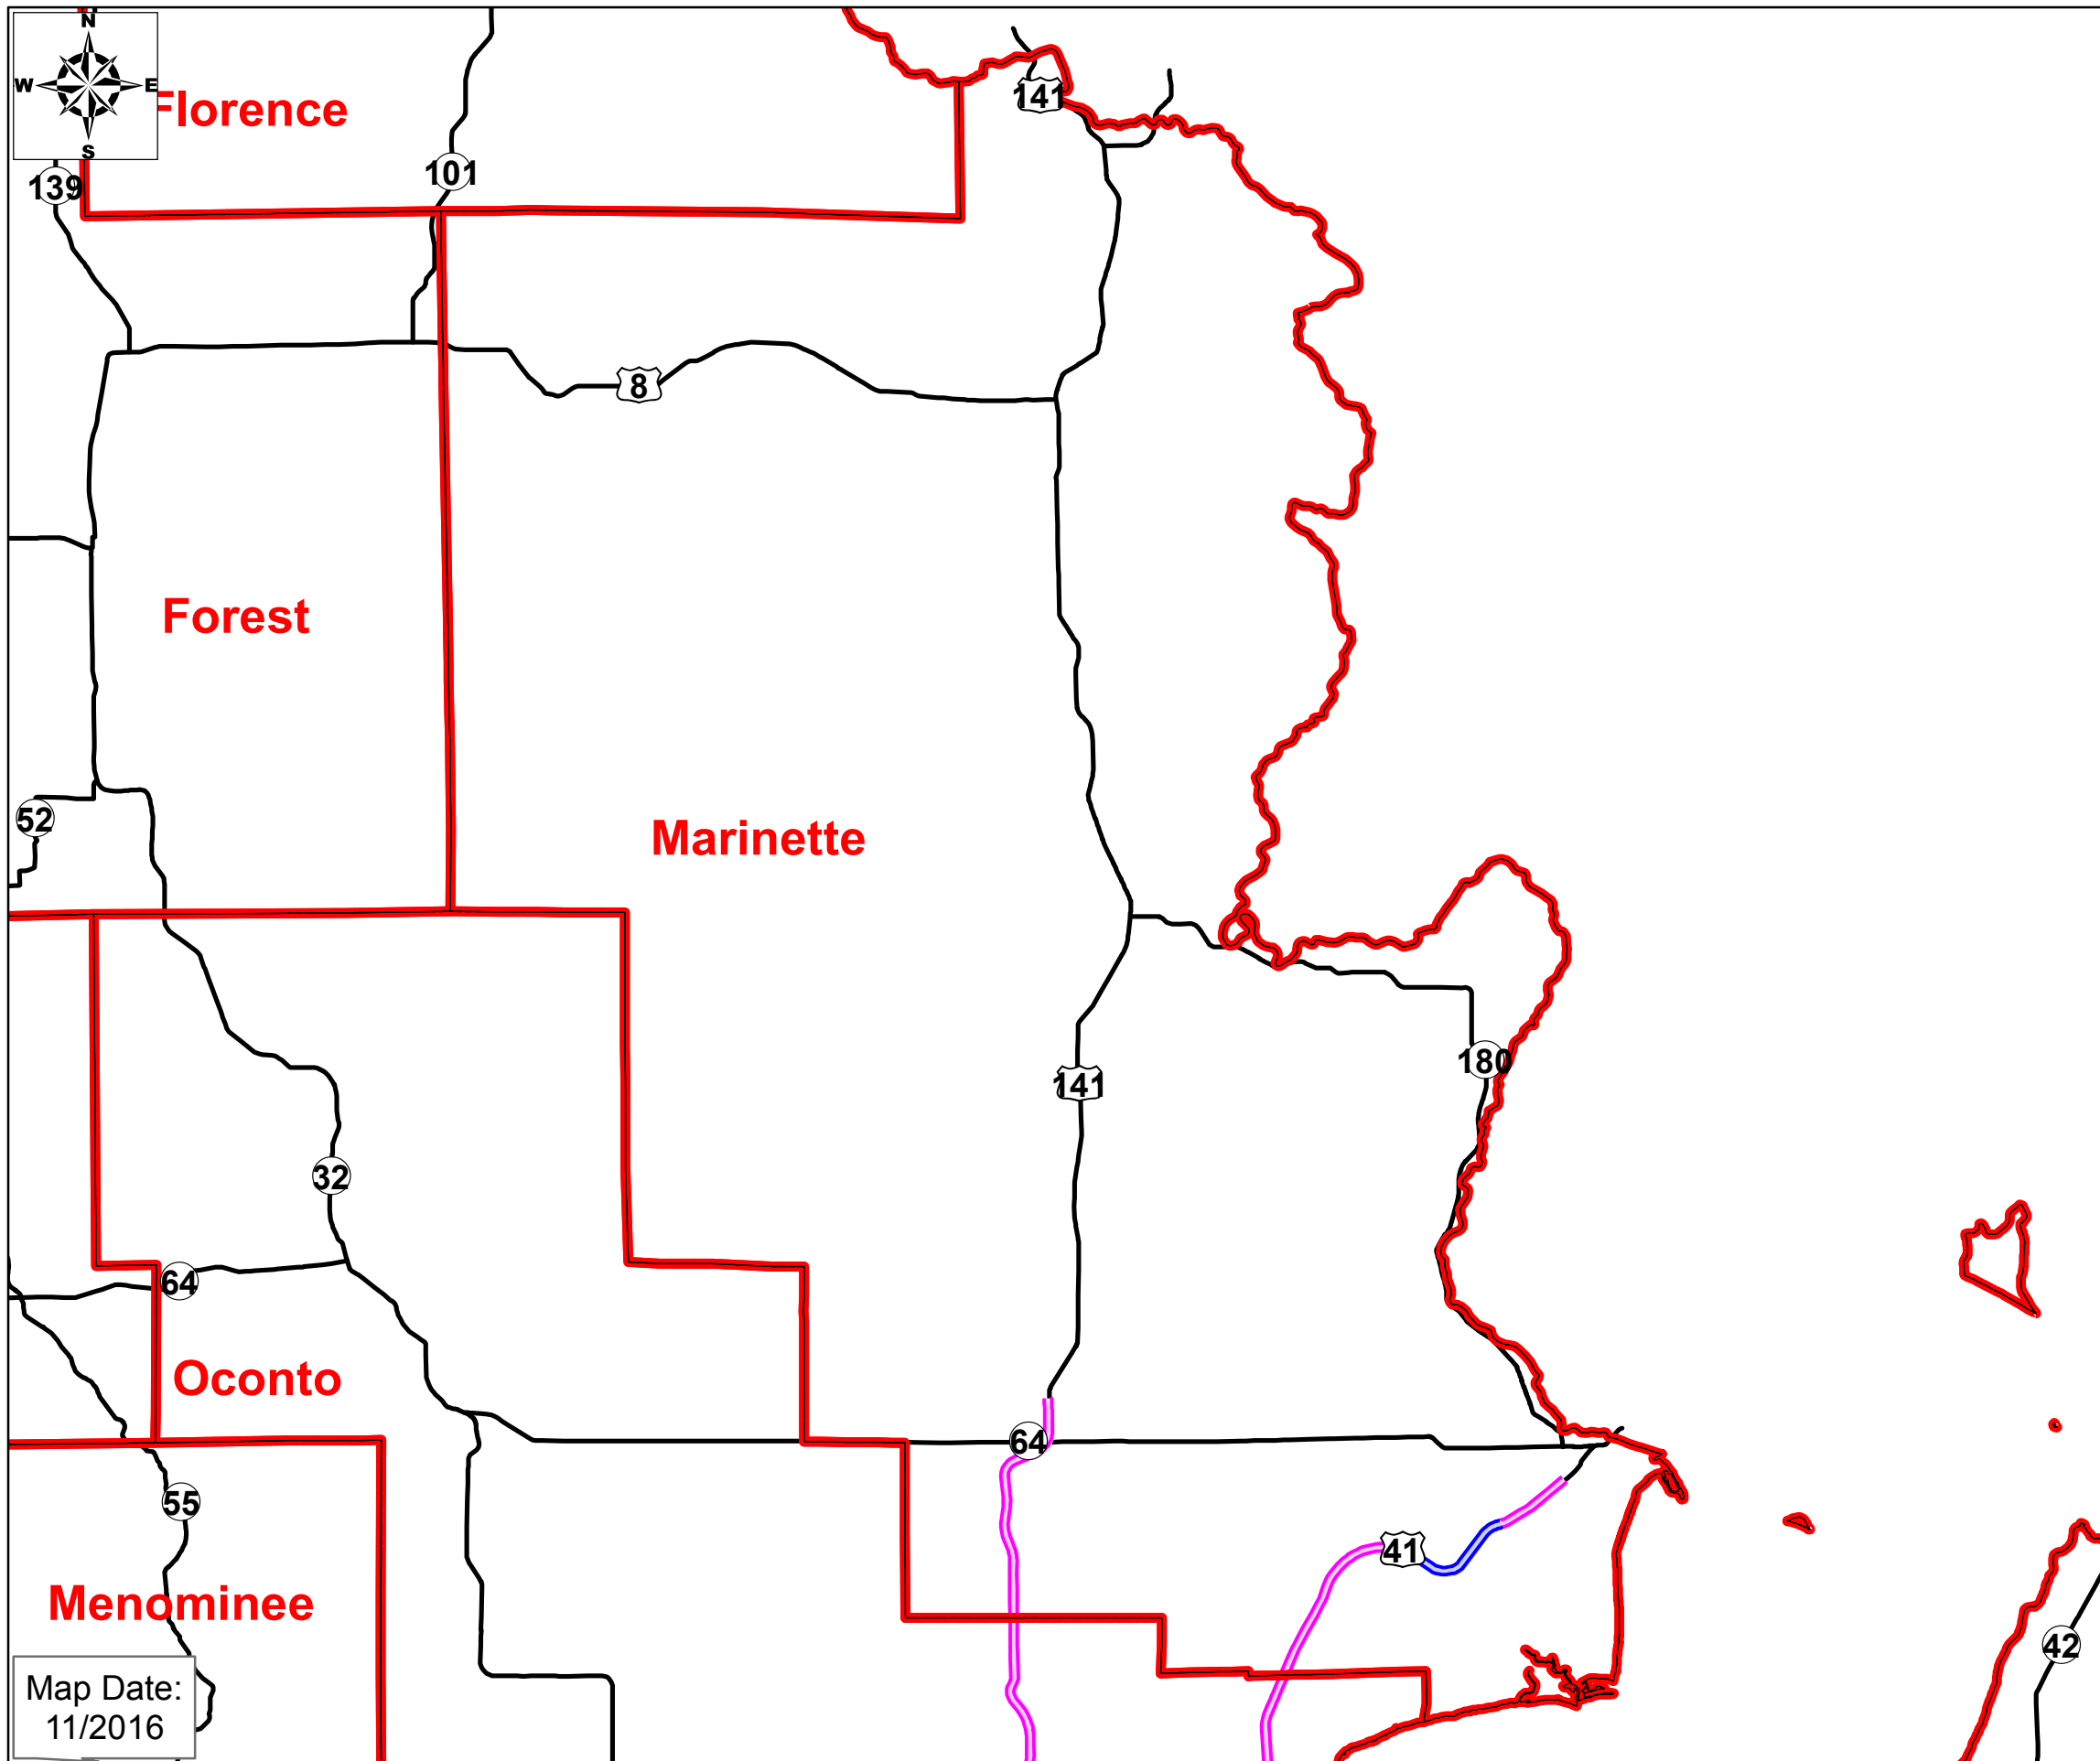 N
W
E
S
Florence
141
139
101
8
Forest
52
Marinette
180
141
32
64
Oconto
64
55
41
Menominee
42
Map Date:
11/2016